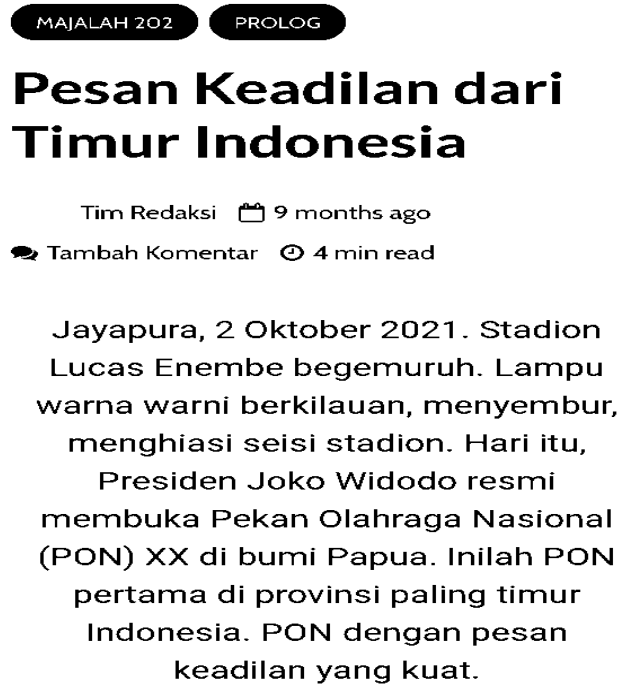 MAJALAH 202 PROLOG
Pesan Keadilan dari
Timur Indonesia
Tim Redaksi 9 months ago
Tambah Komentar 4 min read
Jayapura, 2 Oktober 2021. Stadion
Lucas Enembe begemuruh. Lampu
warna warni berkilauan, menyembur,
menghiasi seisi stadion. Hari itu,
Presiden Joko Widodo resmi
membuka Pekan Olahraga Nasional
(PON) XX di bumi Papua. Inilah PON
pertama di provinsi paling timur
Indonesia. PON dengan pesan
keadilan yang kuat.